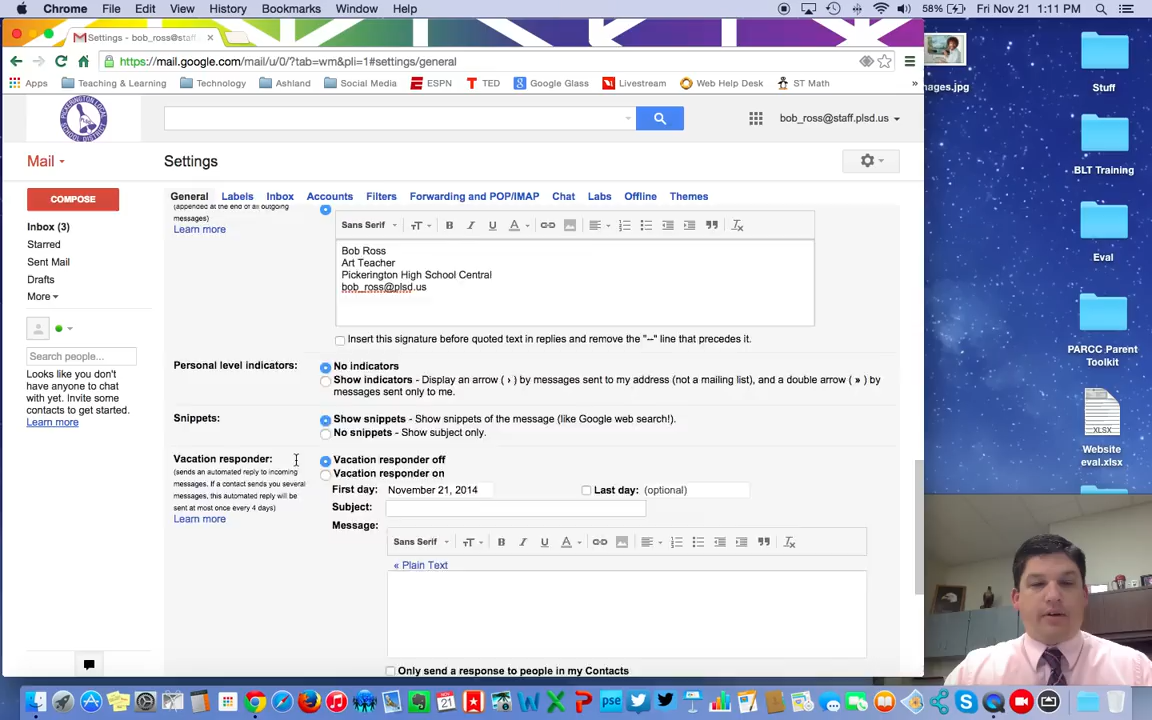 Chrome File Edit View History Bookmarks Window Help 58% Fri Nov 21 1:11 PM
Settings - bob_ross@staff.
https://mail.google.com/mail/u/0/?tab=wm&pli=1#settings/general
Apps Teaching & Learning Technology Ashland Social Media ESPN TED Google Glass Livestream Web Help Desk ST Math »
ages.jpg
Stuff
bob_ross@staff.plsd.us
Mail
Settings
BLT Training
COMPOSE
General Labels Inbox Accounts Filters Forwarding and POP/IMAP Chat Labs Offline Themes
(appended at the end of all outgoing
messages)
Learn more
Sans Serif
Inbox (3)
Starred
Sent Mail
Drafts
More
Bob Ross
Art Teacher
Pickerington High School Central
bob_ross@plsd.us
Eval
Search people...
Looks like you don't
have anyone to chat
with yet. Invite some
contacts to get started.
Learn more
Insert this signature before quoted text in replies and remove the "--" line that precedes it.
PARCC Parent
Toolkit
Personal level indicators: No indicators
Show indicators - Display an arrow ( › ) by messages sent to my address (not a mailing list), and a double arrow ( » ) by
messages sent only to me.
Snippets: Show snippets - Show snippets of the message (like Google web search!).
No snippets - Show subject only.
XLSX
Website
eval.xlsx
Vacation responder:
(sends an automated reply to incoming
messages. If a contact sends you several
messages, this automated reply will be
sent at most once every 4 days)
Learn more
Vacation responder off
Vacation responder on
First day: November 21, 2014 Last day: (optional)
Subject:
Message:
Sans Serif
« Plain Text
Only send a response to people in my Contacts